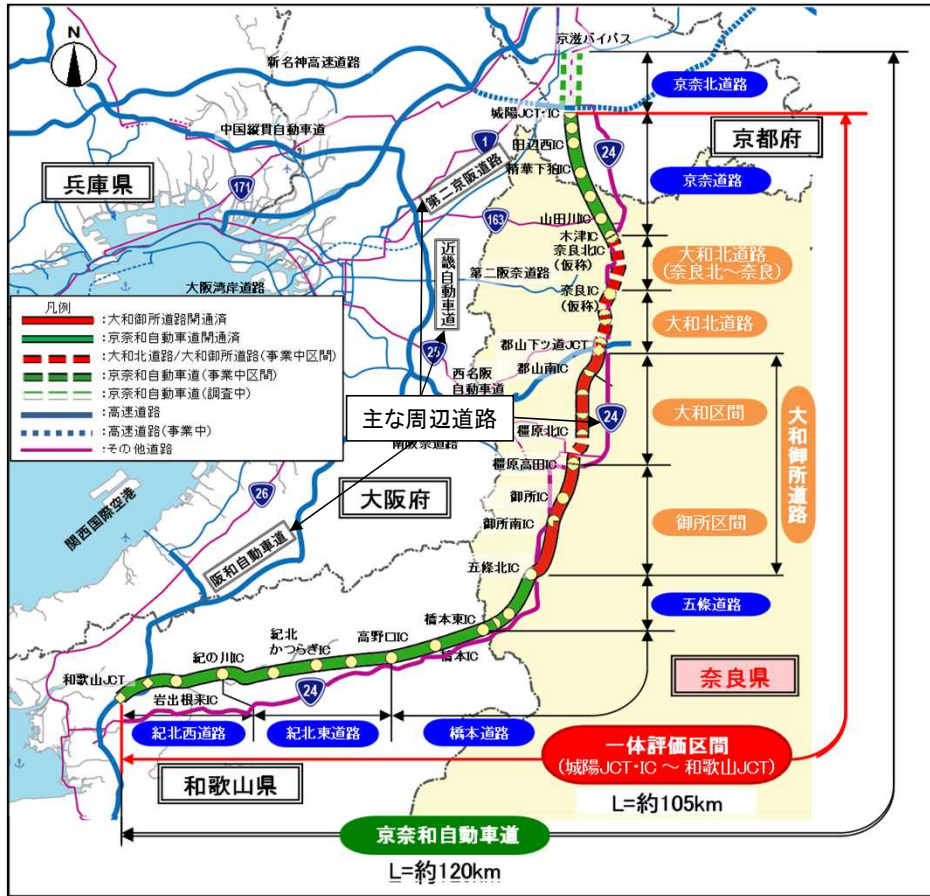 N
京滋バイパス
新名神高速道路
京奈北道路
城陽JCT・IC
中国縦貫自動車道
京都府
田辺西IC
1
24
兵庫県
171
第二京阪道路
精華下狛IC
京奈道路
163
山田川IC
木津IC
近畿自動車道
奈良北IC
(仮称)
大和北道路
(奈良北～奈良)
第二阪奈道路
大阪湾岸道路
奈良IC
(仮称)
凡例
:大和御所道路開通済
:京奈和自動車道開通済
:大和北道路/大和御所道路(事業中区間)
:京奈和自動車道(事業中区間)
:京奈和自動車道(調査中)
:高速道路
:高速道路(事業中)
:その他道路
大和北道路
25
郡山下ツ道JCT
西名阪
自動車道
郡山南IC
主な周辺道路
24
大和区間
橿原北IC
南阪奈道路
大和御所道路
橿原高田IC
26
大阪府
御所IC
関西国際空港
御所南IC
御所区間
阪和自動車道
五條北IC
五條道路
橋本東IC
紀北
かつらぎIC
高野口IC
橋本IC
紀の川IC
奈良県
和歌山JCT
24
岩出根来IC
紀北西道路
紀北東道路
橋本道路
一体評価区間
(城陽JCT・IC ～ 和歌山JCT)
和歌山県
L=約105km
京奈和自動車道
L=約120km